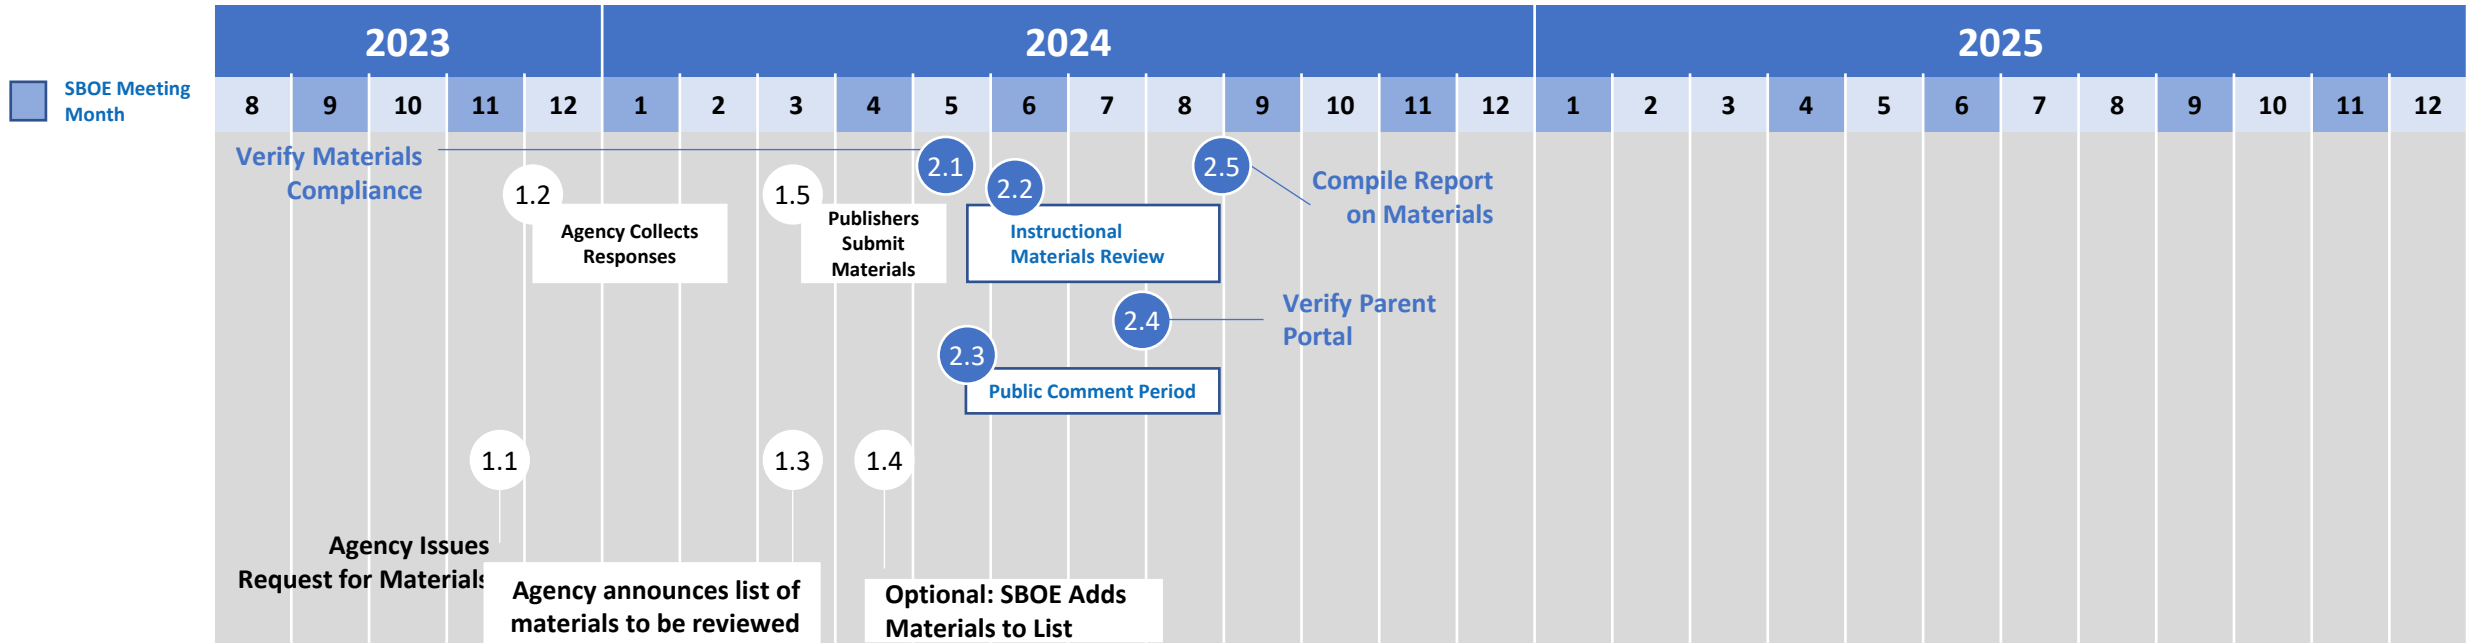 2023
2024
2025
SBOE Meeting
Month
8 9 10 11 12 1 2 3 4 5 6 7 8 9 10 11 12 1 2 3 4 5 6 7 8 9 10 11 12
Verify Materials
Compliance
2.1
2.2
2.5
1.2
1.5
Compile Report
on Materials
Agency Collects
Responses
Publishers
Submit
Materials
Instructional
Materials Review
2.4
Verify Parent
Portal
2.3
Public Comment Period
1.1
1.3
1.4
Agency Issues
Request for Materials
Agency announces list of
materials to be reviewed
Optional: SBOE Adds
Materials to List